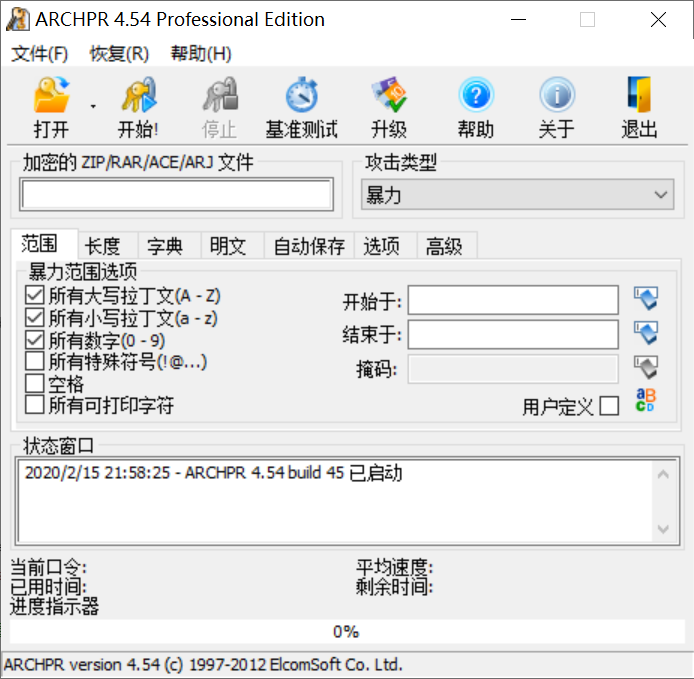 ARCHPR 4.54 Professional Edition
文件(F) 恢复(R) 帮助(H)
打开 开始! 停止 基准测试 升级 帮助 关于 退出
加密的 ZIP/RAR/ACE/ARJ 文件 攻击类型
暴力
范围 长度 字典 明文 自动保存 选项 高级
暴力范围选项
所有大写拉丁文(A - Z) 开始于:
所有小写拉丁文(a - z)
所有数字(0 - 9) 结束于:
所有特殊符号(!@...) 掩码:
空格
所有可打印字符 用户定义
状态窗口
2020/2/15 21:58:25 - ARCHPR 4.54 build 45 已启动
当前口令: 平均速度:
已用时间: 剩余时间:
进度指示器
0%
ARCHPR version 4.54 (c) 1997-2012 ElcomSoft Co. Ltd.